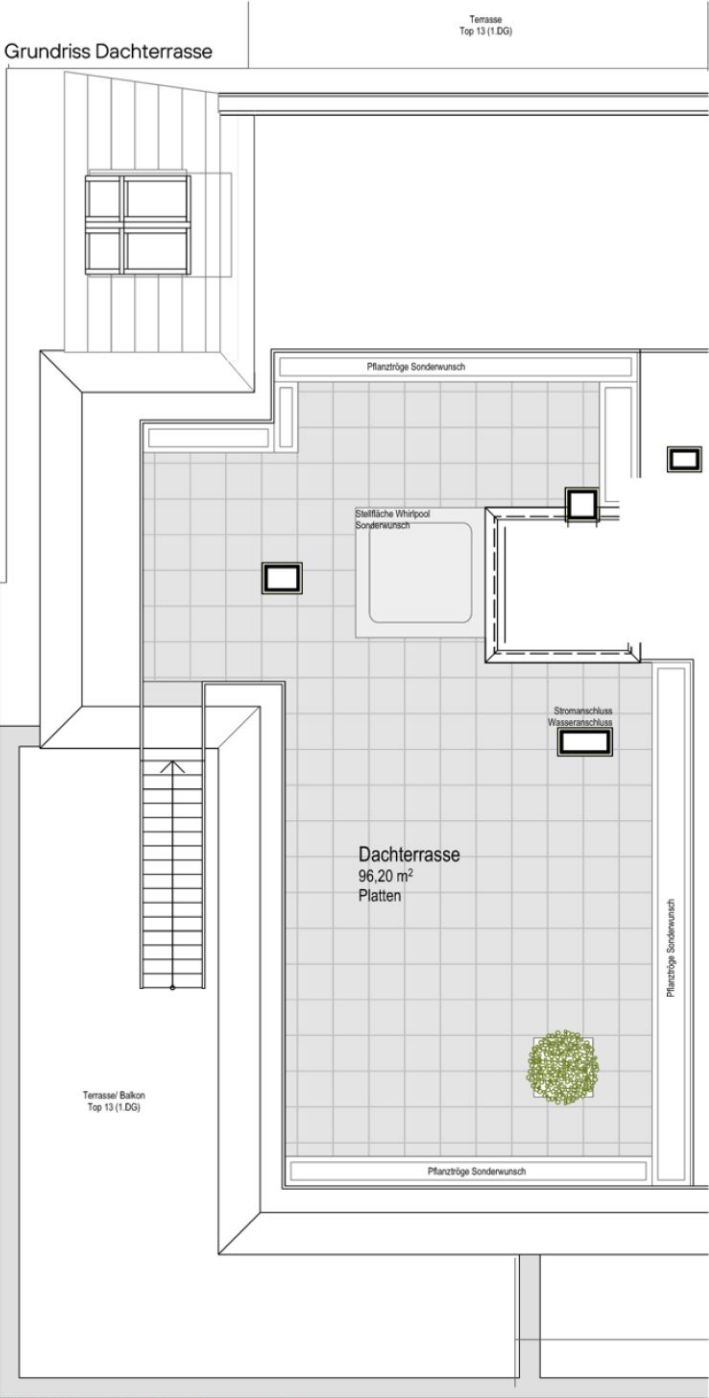 Terrasse
Top 13 (1.DG)
Grundriss Dachterrasse
Pflanztröge Sonderwunsch
Stellfläche Whirlpool
Sonderwunsch
Stromanschluss
Wasseranschluss
Dachterrasse
96,20 m²
Platten
Pflanztröge Sonderwunsch
Terrasse/ Balkon
Top 13 (1.DG)
Pflanztröge Sonderwunsch